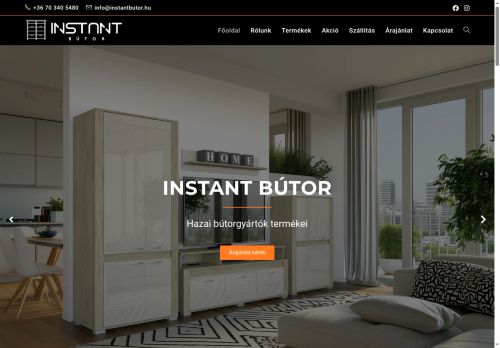 +36 70 340 5480 info@instantbutor.hu
INSTANT
BÚTOR
Főoldal Rólunk Termékek Akció Szállítás Árajánlat Kapcsolat
HOME
INSTANT BÚTOR
Hazai bútorgyártók termékei
Árajánlat kérés